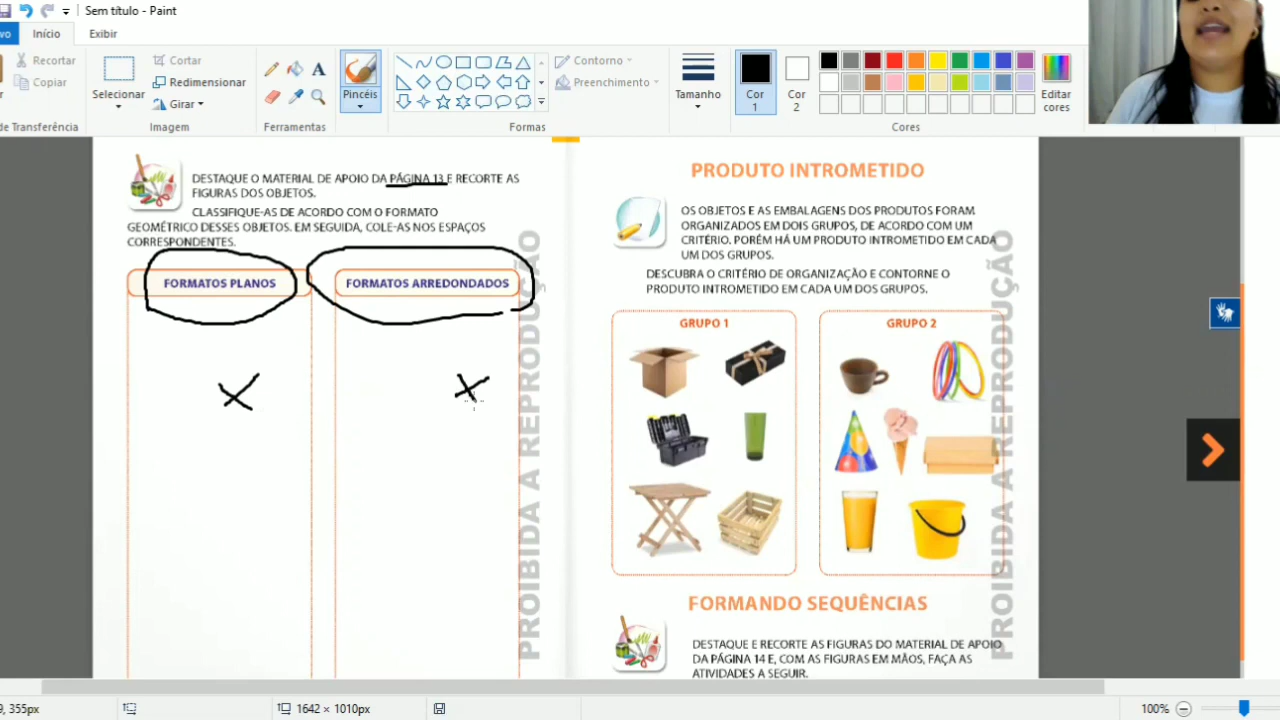 Sem título - Paint
Início
Exibir
Recortar
Copiar
de Transferência
Selecionar
Cortar
Redimensionar
Girar
Imagem
A
Ferramentas
Pincéis
Contorno
Preenchimento
Formas
Tamanho
Cor
1
Cor
2
Editar
cores
Cores
DESTAQUE O MATERIAL DE APOIO DA PÁGINA 13 E RECORTE AS
FIGURAS DOS OBJETOS.
CLASSIFIQUE-AS DE ACORDO COM O FORMATO
GEOMÉTRICO DESSES OBJETOS. EM SEGUIDA, COLE-AS NOS ESPAÇOS
CORRESPONDENTES.
FORMATOS PLANOS
FORMATOS ARREDONDADOS
PROIBIDA A REPRODUÇÃO
PRODUTO INTROMETIDO
OS OBJETOS E AS EMBALAGENS DOS PRODUTOS FORAM
ORGANIZADOS EM DOIS GRUPOS, DE ACORDO COM UM
CRITÉRIO. PORÉM HÁ UM PRODUTO INTROMETIDO EM CADA
UM DOS GRUPOS.
DESCUBRA O CRITÉRIO DE ORGANIZAÇÃO E CONTORNE O
PRODUTO INTROMETIDO EM CADA UM DOS GRUPOS.
GRUPO 1
GRUPO 2
PROIBIDA A REPRODUÇÃO
FORMANDO SEQUÊNCIAS
DESTAQUE E RECORTE AS FIGURAS DO MATERIAL DE APOIO
DA PÁGINA 14 E, COM AS FIGURAS EM MÃOS, FAÇA AS
ATIVIDADES A SEGUIR.
355px
1642 × 1010px
100%